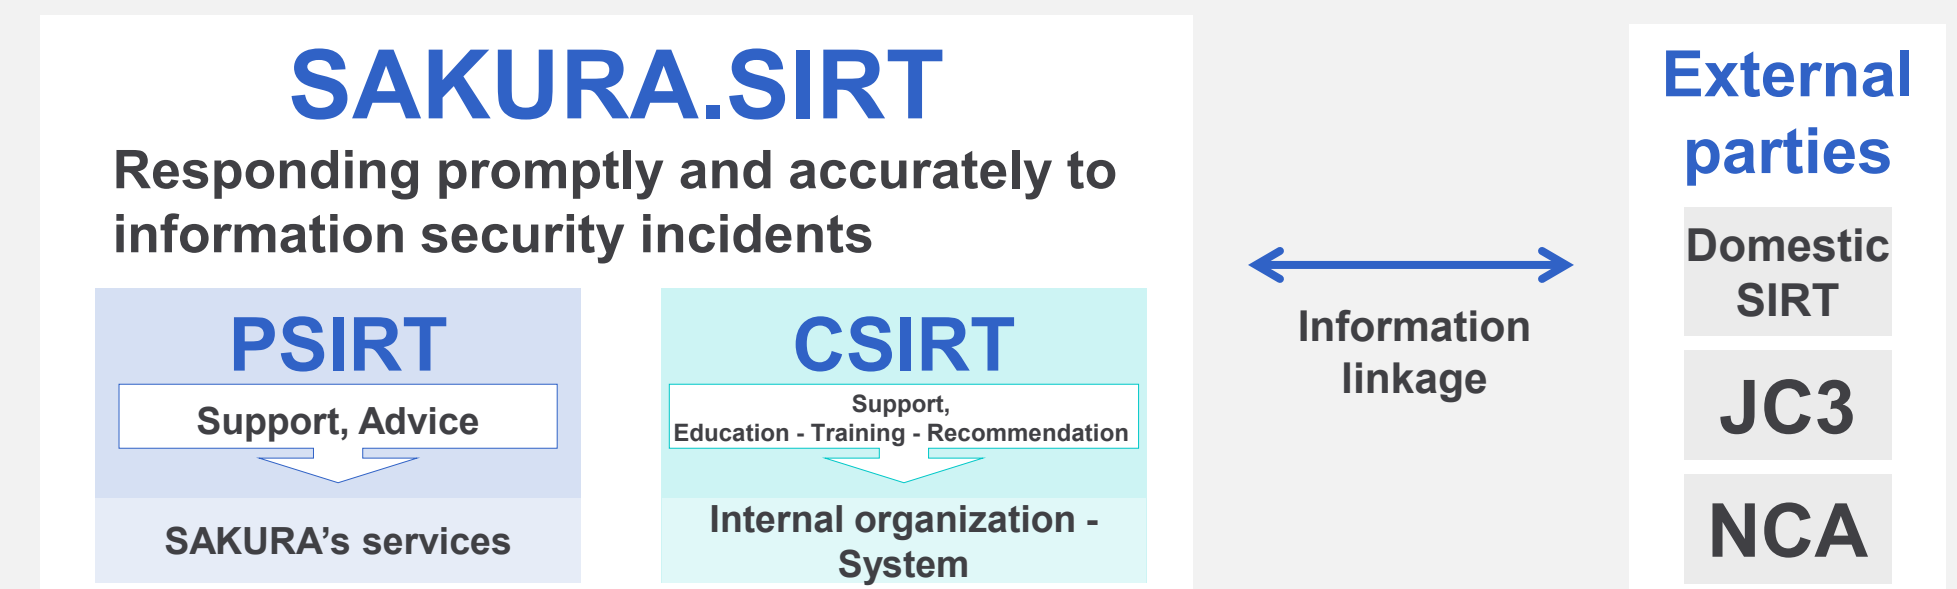 SAKURA.SIRT
Responding promptly and accurately to
information security incidents
PSIRT
Support, Advice
SAKURA’s services
CSIRT
Support,
Education - Training - Recommendation
Internal organization -
System
Information
linkage
External
parties
Domestic
SIRT
JC3
NCA